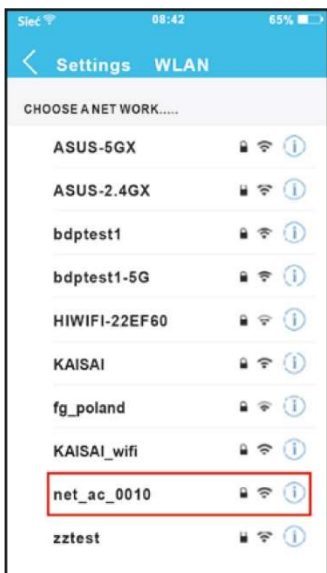 Sieć 08:42 65%
Settings WLAN
CHOOSE A NET WORK.....
ASUS-5GX
ASUS-2.4GX
bdptest1
bdptest1-5G
HIWIFI-22EF60
KAISAI
fg_poland
KAISAI_wifi
net_ac_0010
zztest